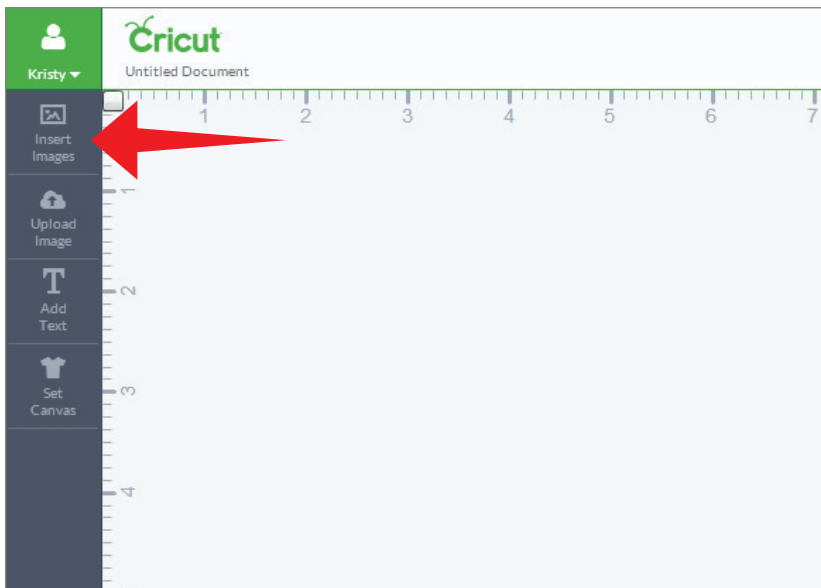 Cricut
Kristy
Untitled Document
1 2 3 4 5 6 7
Insert
Images
Upload
Image
T
Add
Text
Set
Canvas
1
2
3
4